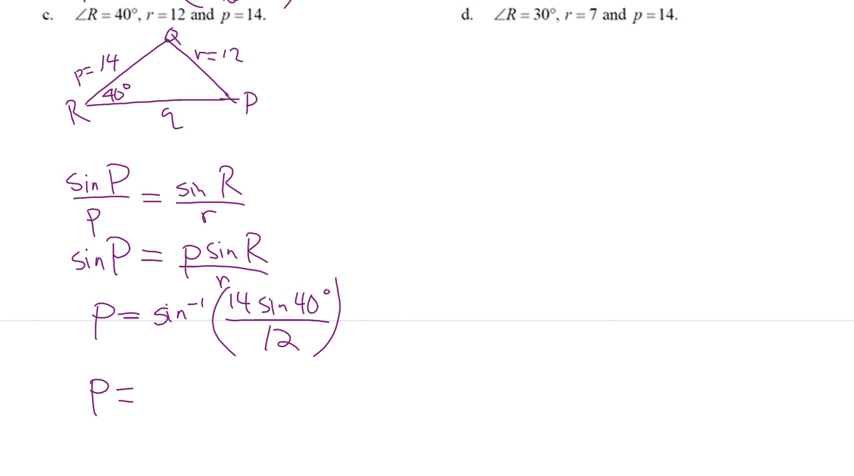 c. ∠R = 40°, r = 12 and p = 14.
d. ∠R = 30°, r = 7 and p = 14.
Q
p=14
r=12
40°
R
P
q
sin P / p = sin R / r
sin P = p sin R / r
P = sin⁻¹ (14 sin 40° / 12)
P =